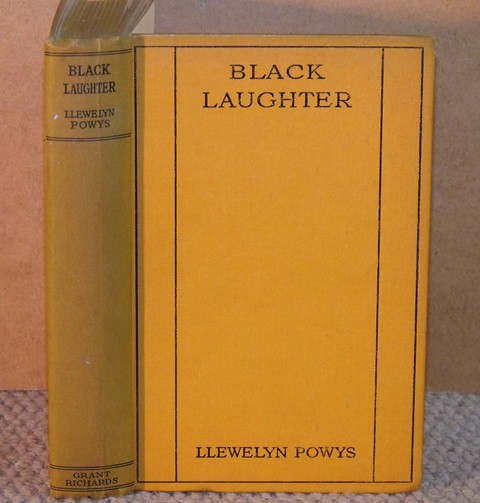 BLACK
LAUGHTER
LLEWELYN
POWYS
GRANT
RICHARDS
BLACK
LAUGHTER
LLEWELYN POWYS